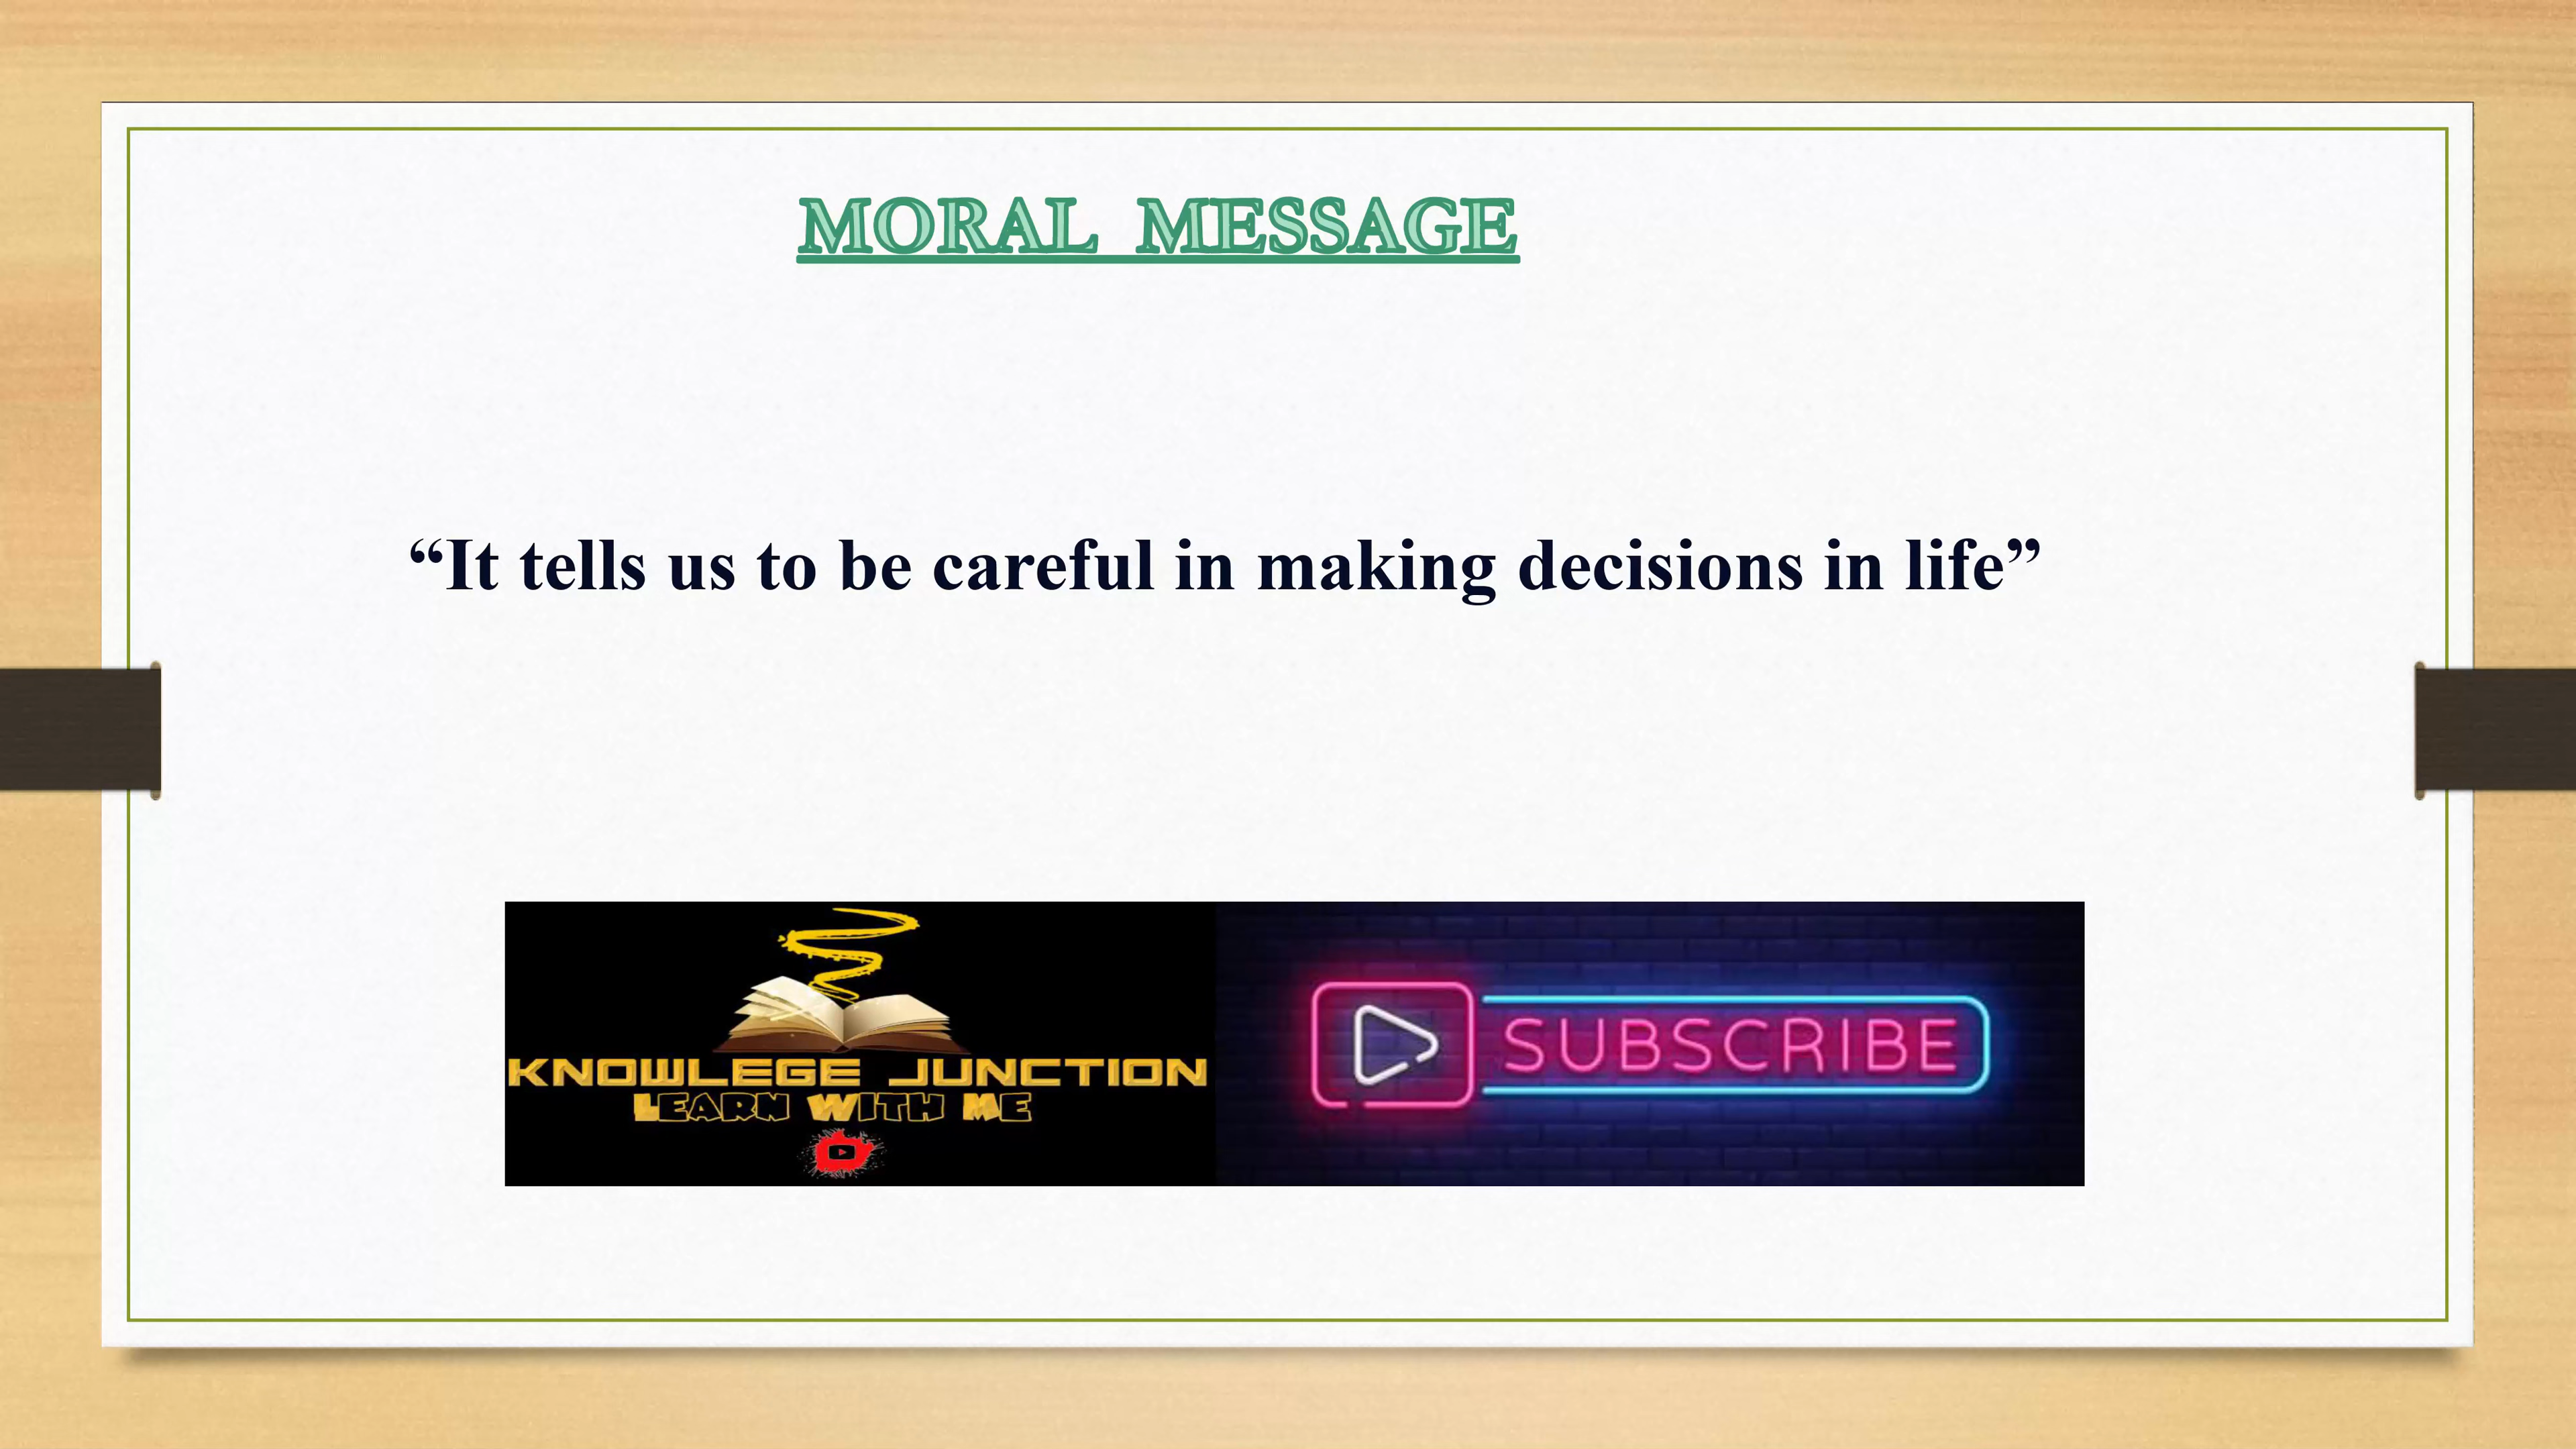 MORAL MESSAGE
“It tells us to be careful in making decisions in life”
KNOWLEGE JUNCTION
LEARN WITH ME
SUBSCRIBE